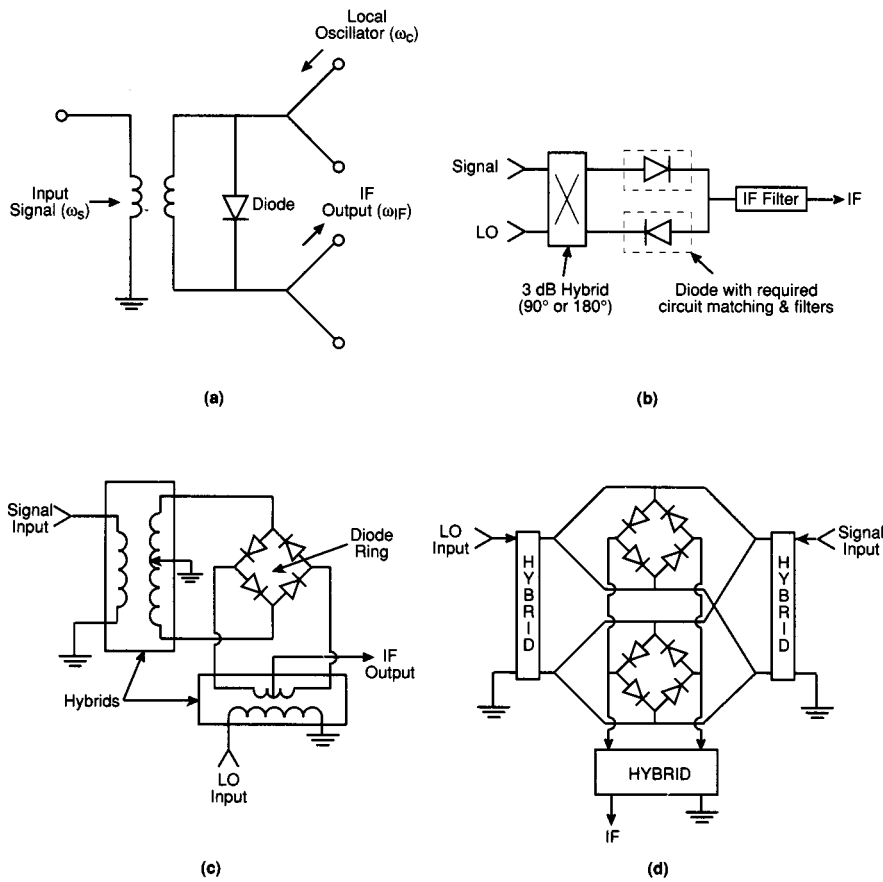 Local
Oscillator (ωc)
Input
Signal (ωs)
Diode
IF
Output (ωIF)
(a)
Signal
LO
IF Filter
IF
3 dB Hybrid
(90° or 180°)
Diode with required
circuit matching & filters
(b)
Signal
Input
Diode
Ring
IF
Output
Hybrids
LO
Input
(c)
LO
Input
HYBRID
Signal
Input
HYBRID
HYBRID
IF
(d)